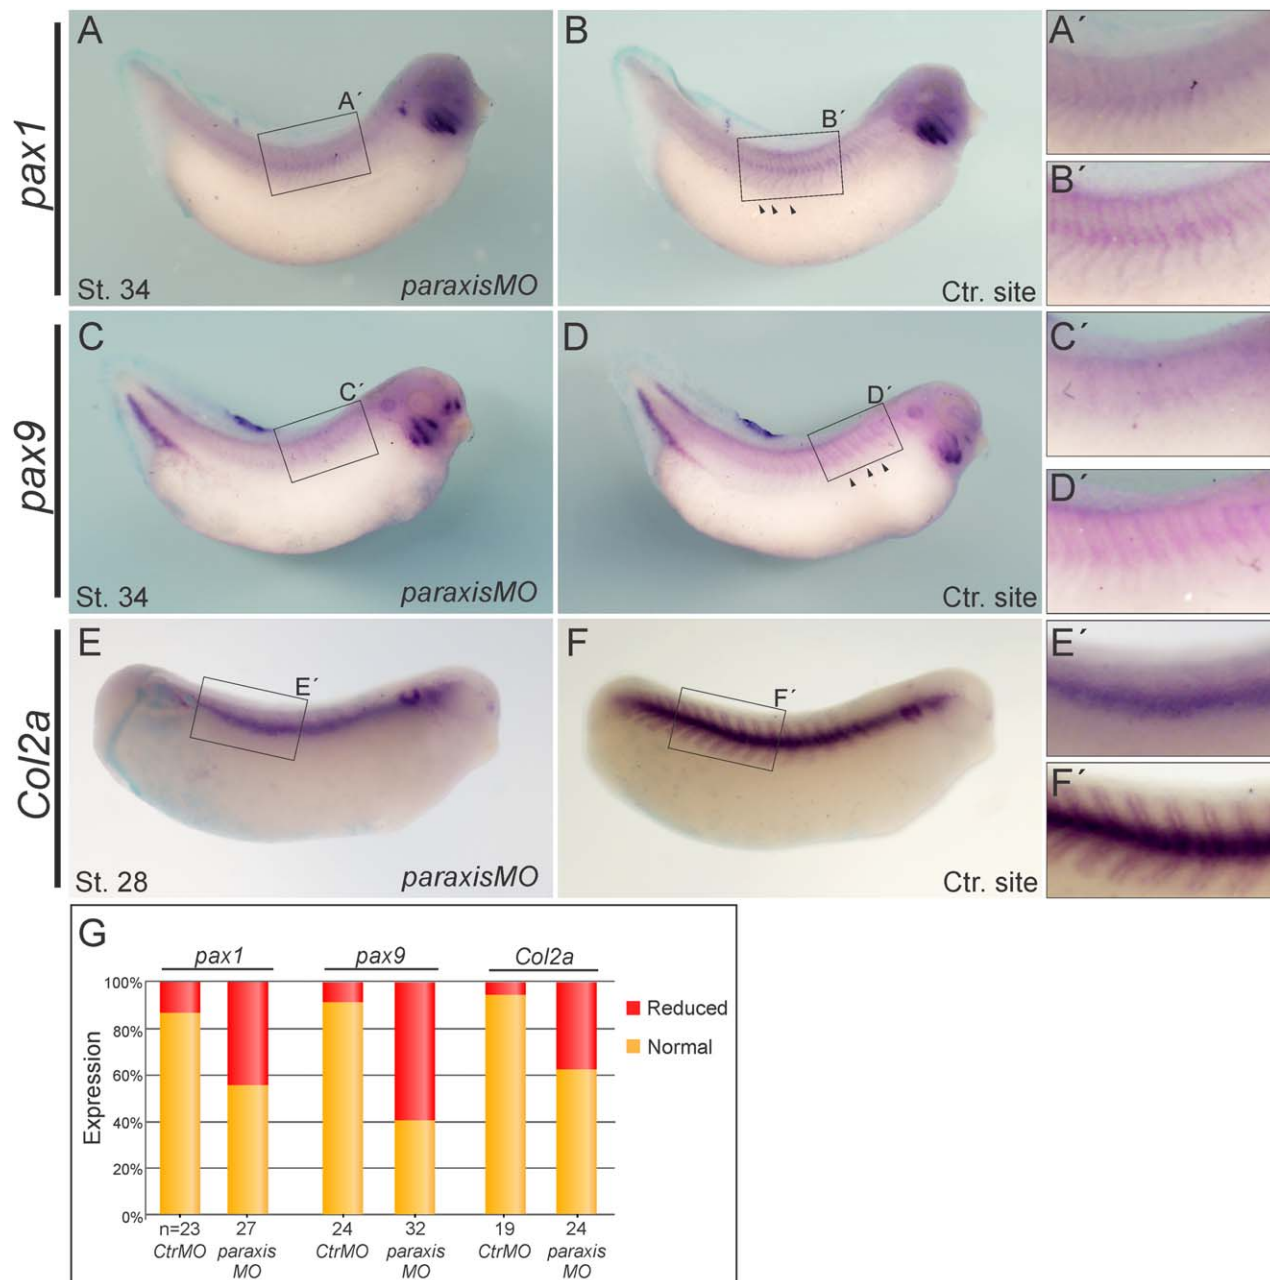 pax1
A
A´
St. 34
paraxisMO
B
B´
Ctr. site
A´
B´
pax9
C
C´
St. 34
paraxisMO
D
D´
Ctr. site
C´
D´
Col2a
E
E´
St. 28
paraxisMO
F
F´
Ctr. site
E´
F´
G
pax1 pax9 Col2a
Expression
100%
80%
60%
40%
20%
0%
Reduced
Normal
n=23 27 24 32 19 24
CtrMO paraxis CtrMO paraxis CtrMO paraxis
MO MO MO